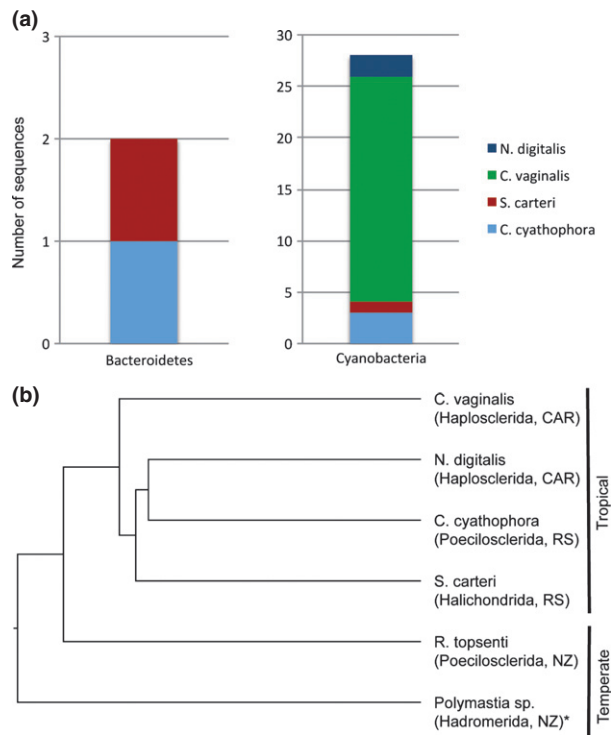 (a)
Number of sequences
3
2
1
0
Bacteroidetes
30
25
20
15
10
5
0
Cyanobacteria
N. digitalis
C. vaginalis
S. carteri
C. cyathophora
(b)
C. vaginalis
(Haplosclerida, CAR)
N. digitalis
(Haplosclerida, CAR)
C. cyathophora
(Poecilosclerida, RS)
S. carteri
(Halichondrida, RS)
R. topsenti
(Poecilosclerida, NZ)
Polymastia sp.
(Hadromerida, NZ)*
Tropical
Temperate